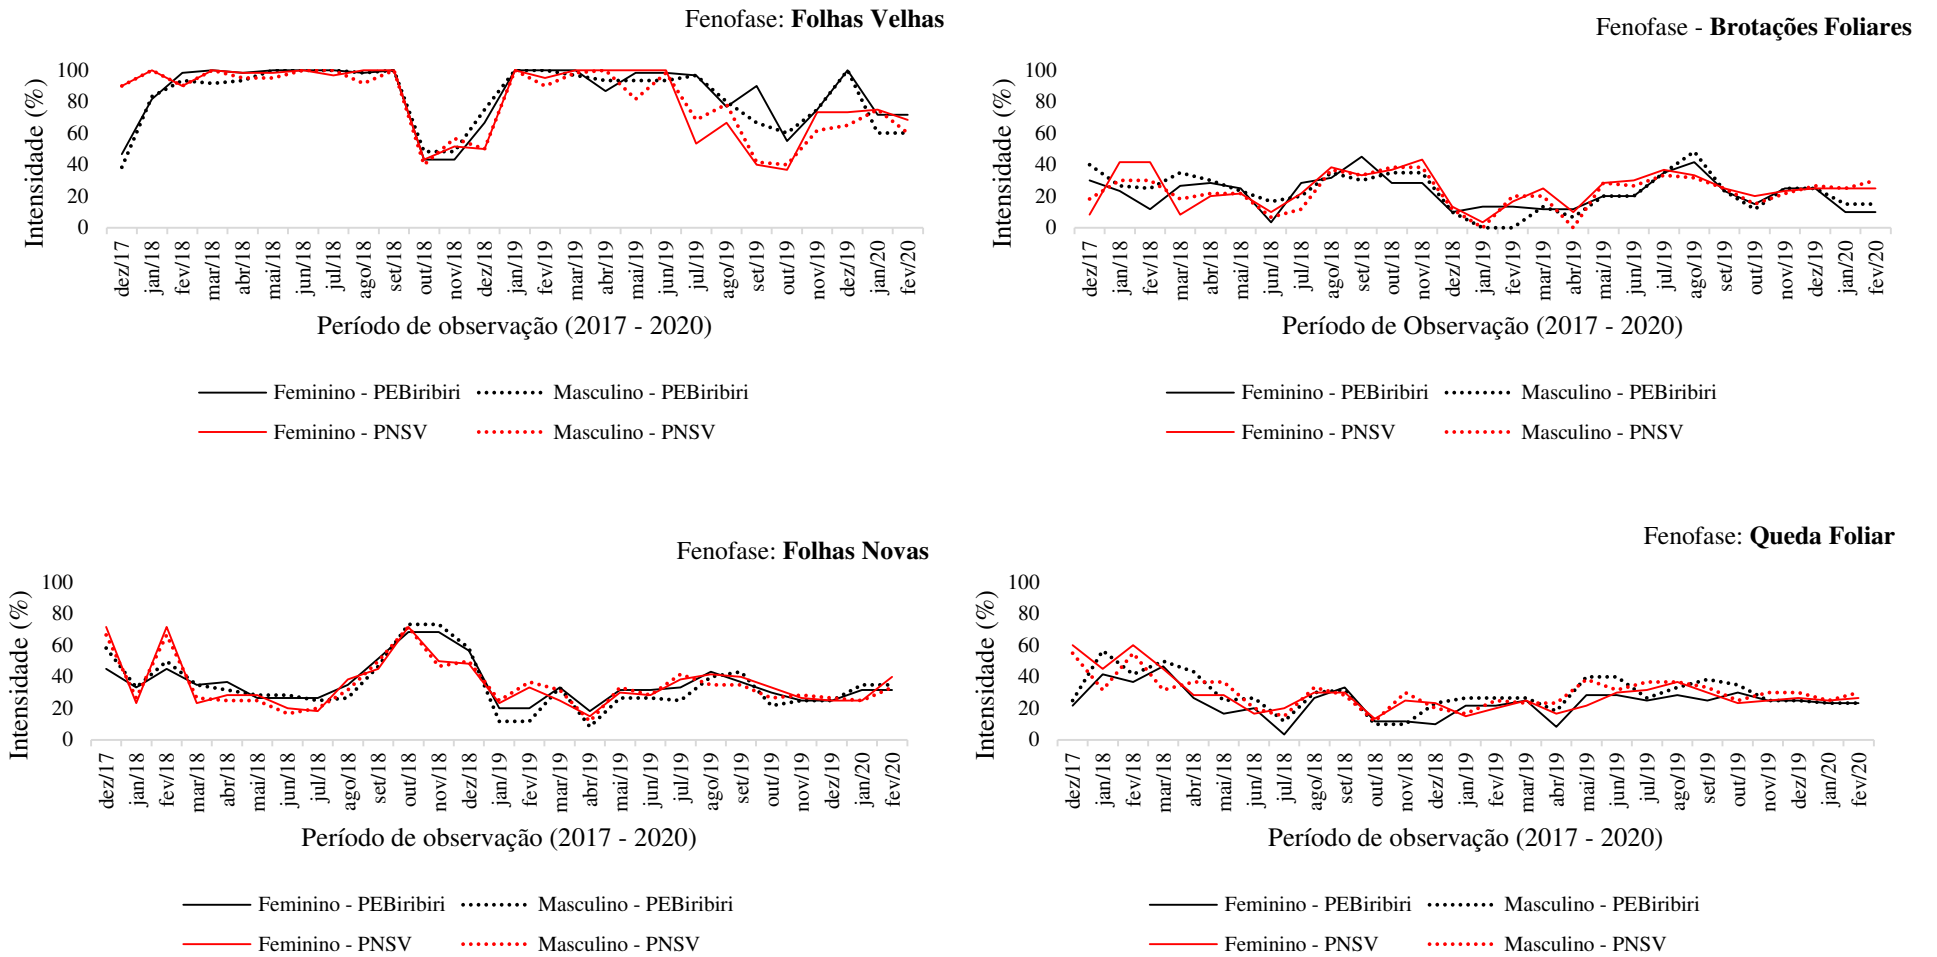 Fenofase: Folhas Velhas
Intensidade (%)
100
80
60
40
20
0
dez/17 jan/18 fev/18 mar/18 abr/18 mai/18 jun/18 jul/18 ago/18 set/18 out/18 nov/18 dez/18 jan/19 fev/19 mar/19 abr/19 mai/19 jun/19 jul/19 ago/19 set/19 out/19 nov/19 dez/19 jan/20 fev/20
Período de observação (2017 - 2020)
Feminino - PEBiribiri Masculino - PEBiribiri
Feminino - PNSV Masculino - PNSV
Fenofase - Brotações Foliares
Intensidade (%)
100
80
60
40
20
0
dez/17 jan/18 fev/18 mar/18 abr/18 mai/18 jun/18 jul/18 ago/18 set/18 out/18 nov/18 dez/18 jan/19 fev/19 mar/19 abr/19 mai/19 jun/19 jul/19 ago/19 set/19 out/19 nov/19 dez/19 jan/20 fev/20
Período de Observação (2017 - 2020)
Feminino - PEBiribiri Masculino - PEBiribiri
Feminino - PNSV Masculino - PNSV
Fenofase: Folhas Novas
Intensidade (%)
100
80
60
40
20
0
dez/17 jan/18 fev/18 mar/18 abr/18 mai/18 jun/18 jul/18 ago/18 set/18 out/18 nov/18 dez/18 jan/19 fev/19 mar/19 abr/19 mai/19 jun/19 jul/19 ago/19 set/19 out/19 nov/19 dez/19 jan/20 fev/20
Período de observação (2017 - 2020)
Feminino - PEBiribiri Masculino - PEBiribiri
Feminino - PNSV Masculino - PNSV
Fenofase: Queda Foliar
Intensidade (%)
100
80
60
40
20
0
dez/17 jan/18 fev/18 mar/18 abr/18 mai/18 jun/18 jul/18 ago/18 set/18 out/18 nov/18 dez/18 jan/19 fev/19 mar/19 abr/19 mai/19 jun/19 jul/19 ago/19 set/19 out/19 nov/19 dez/19 jan/20 fev/20
Período de observação (2017 - 2020)
Feminino - PEBiribiri Masculino - PEBiribiri
Feminino - PNSV Masculino - PNSV